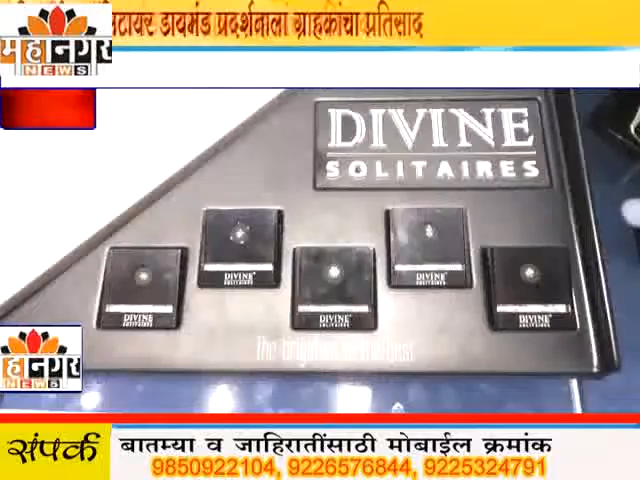 टायर डायमंड प्रदर्शनाला ग्राहकांचा प्रतिसाद
महानगर
NEWS
DIVINE
SOLITAIRES
DIVINE
SOLITAIRES
DIVINE
SOLITAIRES
DIVINE
SOLITAIRES
DIVINE
SOLITAIRES
DIVINE
SOLITAIRES
The
हानगर
NEWS
संपर्क
बातम्या व जाहिरातींसाठी मोबाईल क्रमांक
9850922104, 9226576844, 9225324791